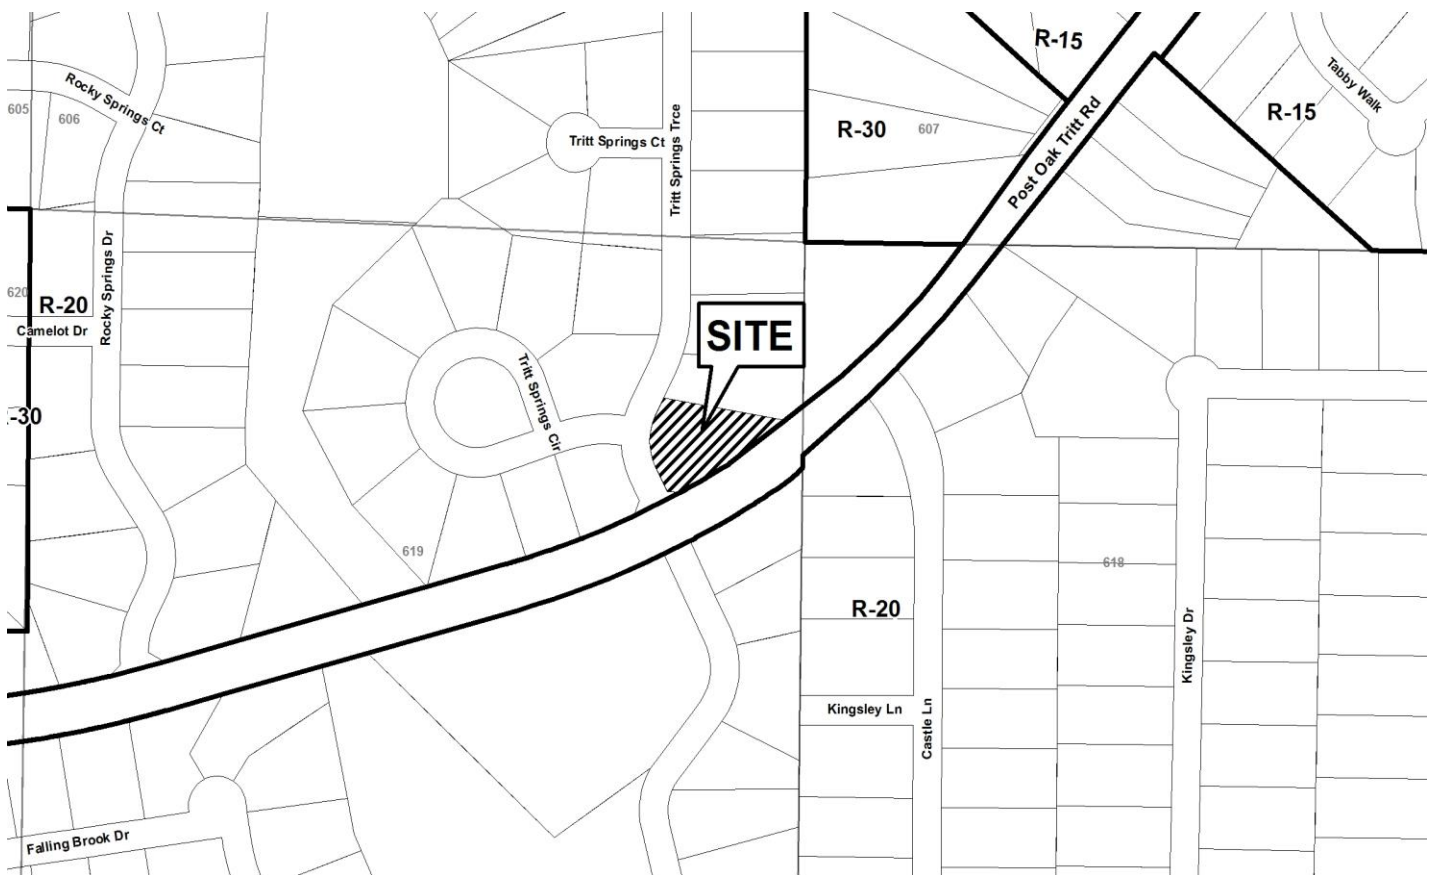 R-15
Tabby Walk
Rocky Springs Ct
605
606
R-15
Post Oak Tritt Rd
R-30
607
Tritt Springs Ct
Tritt Springs Trce
Rocky Springs Dr
620
R-20
Camelot Dr
SITE
Tritt Springs Cir
-30
619
618
R-20
Kingsley Dr
Kingsley Ln
Castle Ln
Falling Brook Dr